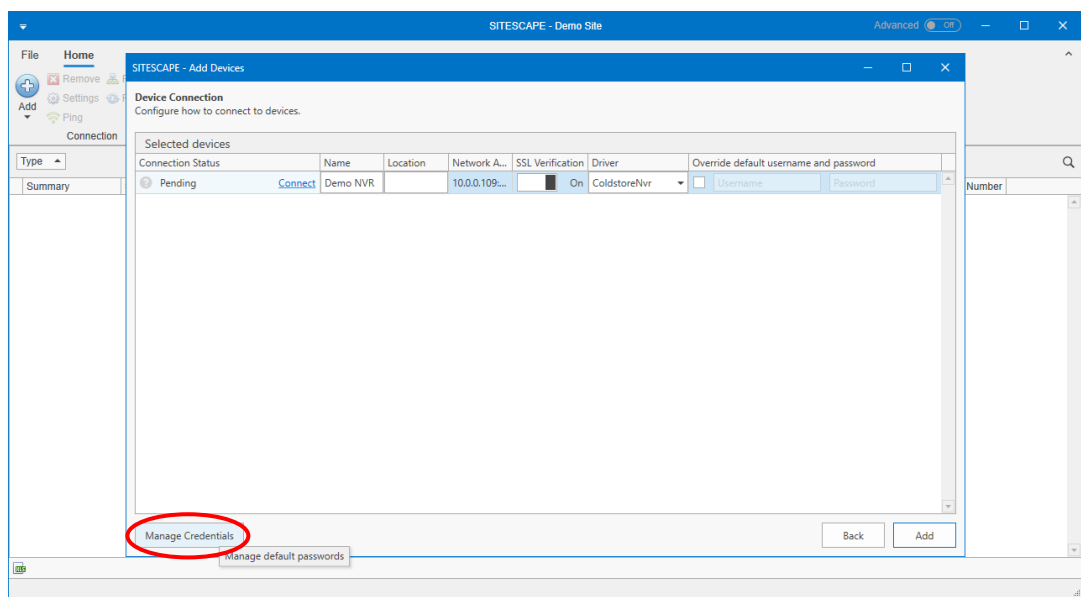 SITESCAPE - Demo Site
Advanced Off
File Home
Remove
Settings
Add
Ping
Connection
SITESCAPE - Add Devices
Device Connection
Configure how to connect to devices.
Selected devices
Type
Summary
Number
Connection Status Name Location Network A... SSL Verification Driver Override default username and password
Pending Connect Demo NVR 10.0.0.109:... On ColdstoreNvr Username Password
Manage Credentials Back Add
Manage default passwords